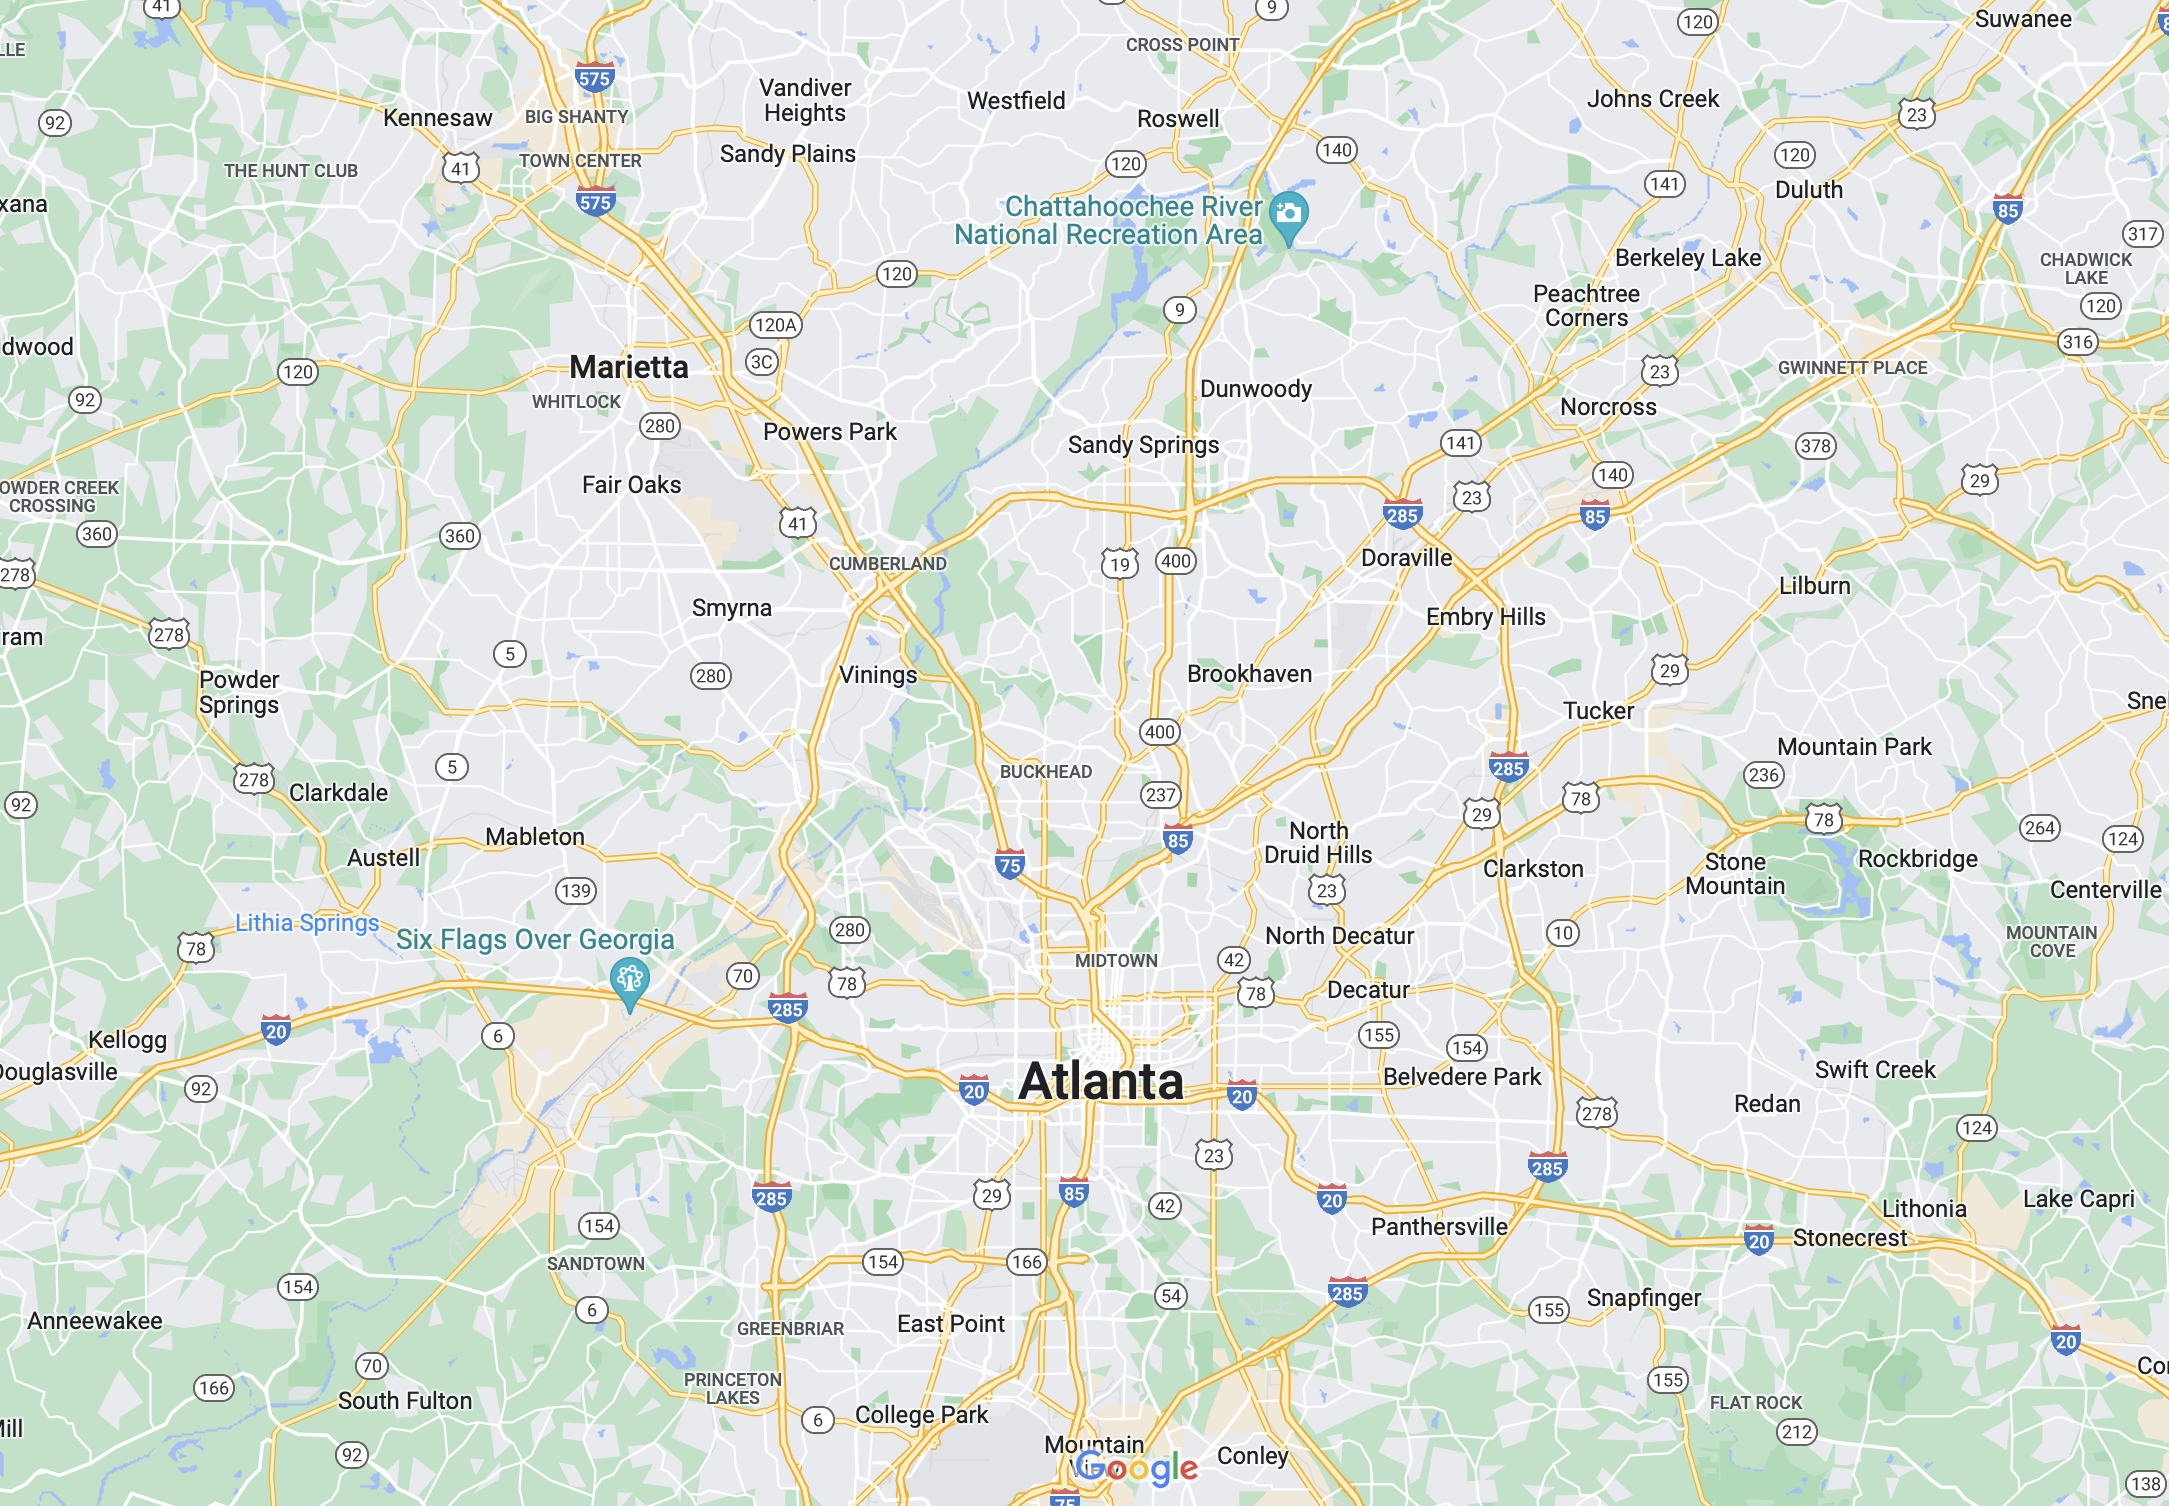 41
9
120
Suwanee
CROSS POINT
LLE
575
Vandiver
Heights
Westfield
Johns Creek
Kennesaw
BIG SHANTY
Roswell
23
92
TOWN CENTER
Sandy Plains
140
120
THE HUNT CLUB
41
120
141
Duluth
575
xana
Chattahoochee River
National Recreation Area
85
317
Berkeley Lake
CHADWICK
LAKE
120
Peachtree
Corners
120
9
120A
316
ldwood
3C
Marietta
120
23
GWINNETT PLACE
Dunwoody
92
WHITLOCK
Norcross
280
Powers Park
Sandy Springs
141
378
Fair Oaks
140
29
OWDER CREEK
CROSSING
23
285
85
41
360
360
CUMBERLAND
19
400
Doraville
278
Lilburn
Smyrna
Embry Hills
278
ram
5
280
Vinings
Brookhaven
29
Powder
Springs
Sne
Tucker
400
Mountain Park
5
BUCKHEAD
285
236
278
Clarkdale
237
78
92
29
78
264
Mableton
North
Druid Hills
85
124
Austell
75
Clarkston
Stone
Mountain
Rockbridge
139
23
Centerville
Lithia Springs
280
Six Flags Over Georgia
North Decatur
10
MOUNTAIN
COVE
78
MIDTOWN
42
70
78
78
Decatur
285
20
6
Kellogg
155
154
Douglasville
Atlanta
Belvedere Park
Swift Creek
92
20
20
Redan
278
124
23
285
285
29
85
20
Lake Capri
42
Lithonia
154
Panthersville
20
Stonecrest
SANDTOWN
154
166
154
285
54
Snapfinger
6
155
Anneewakee
GREENBRIAR
East Point
20
70
Co
166
PRINCETON
LAKES
155
South Fulton
FLAT ROCK
6
College Park
Mill
212
92
Mountain
Conley
Google
138
75